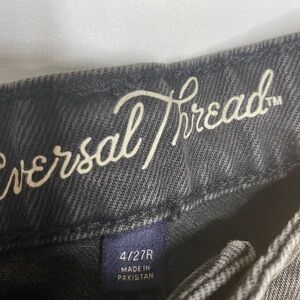 versal Thread™
4/27R
MADE IN
PAKISTAN